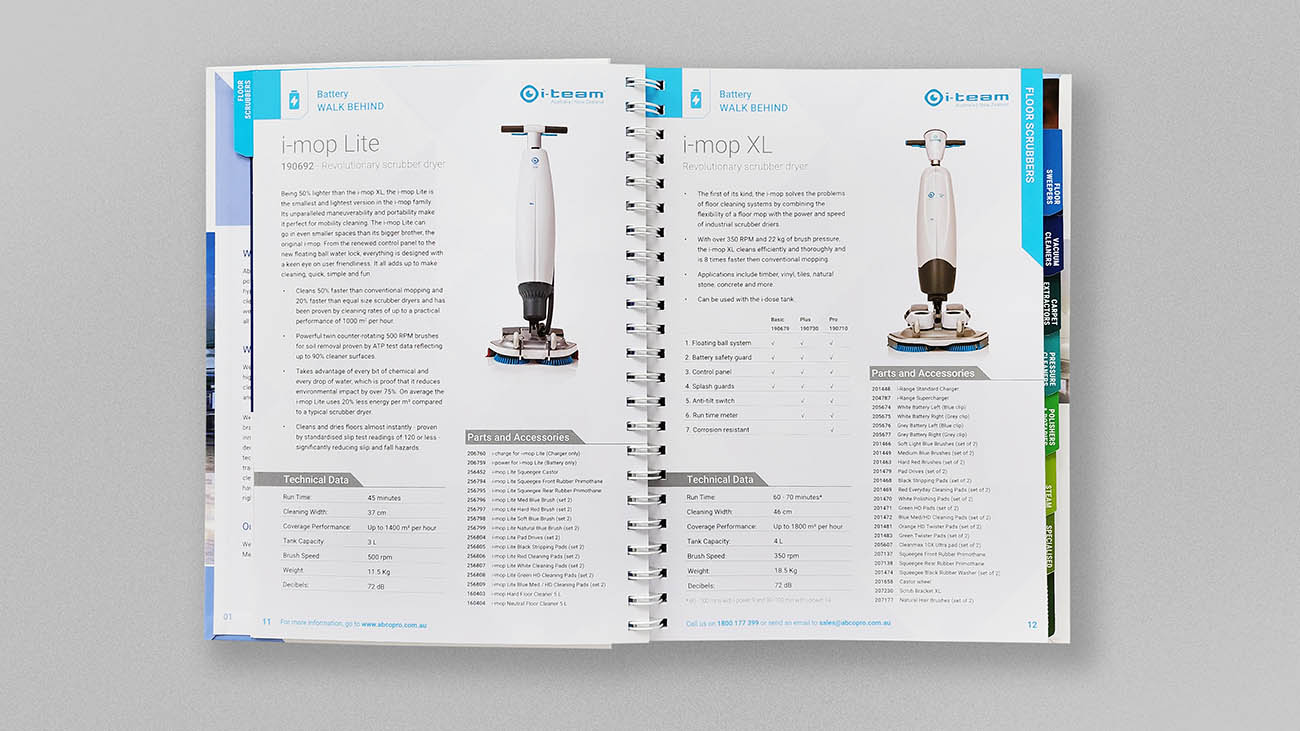 FLOOR
SCRUBBERS
Battery
WALK BEHIND
i-team
Australia | New Zealand
i-mop Lite
190692 - Revolutionary scrubber dryer
Being 50% lighter than the i-mop XL, the i-mop Lite is
the smallest and lightest version in the i-mop family.
Its unparalleled maneuverability and portability make
it perfect for mobility cleaning. The i-mop Lite can
go in even smaller spaces than its bigger brother, the
original i-mop. From the renewed control panel to the
new floating ball water lock, everything is designed with
a keen eye on user friendliness. It all adds up to make
cleaning, quick, simple and fun.
• Cleans 50% faster than conventional mopping and
20% faster than equal size scrubber dryers and has
been proven by cleaning rates of up to a practical
performance of 1000 m² per hour.
• Powerful twin counter-rotating 500 RPM brushes
for soil removal proven by ATP test data reflecting
up to 90% cleaner surfaces.
• Takes advantage of every bit of chemical and
every drop of water, which is proof that it reduces
environmental impact by over 75%. On average the
i-mop Lite uses 20% less energy per m² compared
to a typical scrubber dryer.
• Cleans and dries floors almost instantly - proven
by standardised slip test readings of 120 or less -
significantly reducing slip and fall hazards.
Technical Data
Run Time: 45 minutes
Cleaning Width: 37 cm
Coverage Performance: Up to 1400 m² per hour
Tank Capacity: 3 L
Brush Speed: 500 rpm
Weight: 11.5 Kg
Decibels: 72 dB
Parts and Accessories
206760 i-charge for i-mop Lite (Charger only)
206759 i-power for i-mop Lite (Battery only)
256452 i-mop Lite Squeegee Castor
256794 i-mop Lite Squeegee Front Rubber Primothane
256795 i-mop Lite Squeegee Rear Rubber Primothane
256796 i-mop Lite Med Blue Brush (set 2)
256797 i-mop Lite Hard Red Brush (set 2)
256798 i-mop Lite Soft Blue Brush (set 2)
256799 i-mop Lite Natural Blue Brush (set 2)
256804 i-mop Lite Pad Drives (set 2)
256805 i-mop Lite Black Stripping Pads (set 2)
256806 i-mop Lite Red Cleaning Pads (set 2)
256807 i-mop Lite White Cleaning Pads (set 2)
256808 i-mop Lite Green HD Cleaning Pads (set 2)
256809 i-mop Lite Blue Med / HD Cleaning Pads (set 2)
160403 i-mop Hard Floor Cleaner 5 L
160404 i-mop Neutral Floor Cleaner 5 L
01
11 For more information, go to www.abcopro.com.au
Battery
WALK BEHIND
i-team
Australia | New Zealand
i-mop XL
Revolutionary scrubber dryer
• The first of its kind, the i-mop solves the problems
of floor cleaning systems by combining the
flexibility of a floor mop with the power and speed
of industrial scrubber driers.
• With over 350 RPM and 22 kg of brush pressure,
the i-mop XL cleans efficiently and thoroughly and
is 8 times faster then conventional mopping.
• Applications include timber, vinyl, tiles, natural
stone, concrete and more.
• Can be used with the i-dose tank.
Basic Plus Pro
190679 190730 190710
1. Floating ball system √ √ √
2. Battery safety guard √ √ √
3. Control panel √ √ √
4. Splash guards √ √ √
5. Anti-tilt switch √ √
6. Run time meter √ √
7. Corrosion resistant √
Technical Data
Run Time: 60 - 70 minutes*
Cleaning Width: 46 cm
Coverage Performance: Up to 1800 m² per hour
Tank Capacity: 4 L
Brush Speed: 350 rpm
Weight: 18.5 Kg
Decibels: 72 dB
Parts and Accessories
201448 i-Range Standard Charger
204787 i-Range Supercharger
205674 White Battery Left (Blue clip)
205675 White Battery Right (Grey clip)
205676 Grey Battery Left (Blue clip)
205677 Grey Battery Right (Grey clip)
201466 Soft Light Blue Brushes (set of 2)
201449 Medium Blue Brushes (set of 2)
201463 Hard Red Brushes (set of 2)
201479 Pad Drives (set of 2)
201468 Black Stripping Pads (set of 2)
201469 Red Everyday Cleaning Pads (set of 2)
201470 White Polishing Pads (set of 2)
201471 Green HD Pads (set of 2)
201472 Blue Med/HD Cleaning Pads (set of 2)
201481 Orange HD Twister Pads (set of 2)
201483 Green Twister Pads (set of 2)
205607 Cleanmax 10X Ultra pad (set of 2)
207137 Squeegee Front Rubber Primothane
207138 Squeegee Rear Rubber Primothane
201474 Squeegee Black Rubber Washer (set of 2)
201658 Castor wheel
207230 Scrub Bracket XL
207177 Natural Hair Brushes (set of 2)
Call us on 1800 177 399 or send an email to sales@abcopro.com.au
12
FLOOR SCRUBBERS
FLOOR
SWEEPERS
VACUUM
CLEANERS
CARPET
EXTRACTORS
PRESSURE
CLEANERS
POLISHERS
STEAM
SPECIALISED